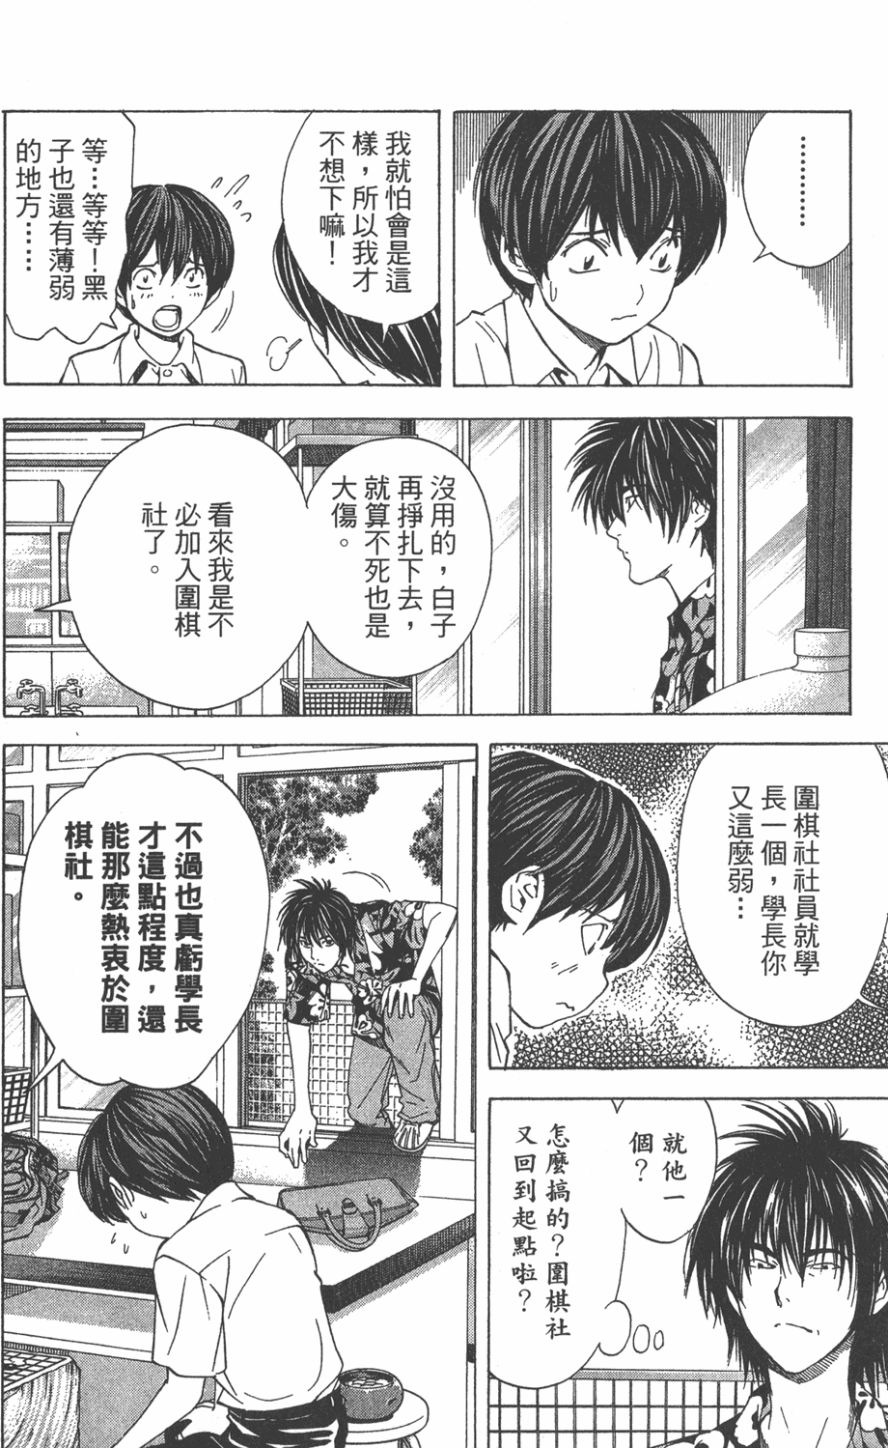 ………
我就怕會是這
樣，所以我才
不想下嘛！
等…等等！黑
子也還有薄弱
的地方……
沒用的，白子
再掙扎下去，
就算不死也是
大傷。
看來我是不
必加入圍棋
社了。
圍棋社社員就學
長一個，學長你
又這麼弱…
不過也真虧學長
才這點程度，還
能那麼熱衷於圍
棋社。
就他一
個？
怎麼搞的？圍棋社
又回到起點啦？